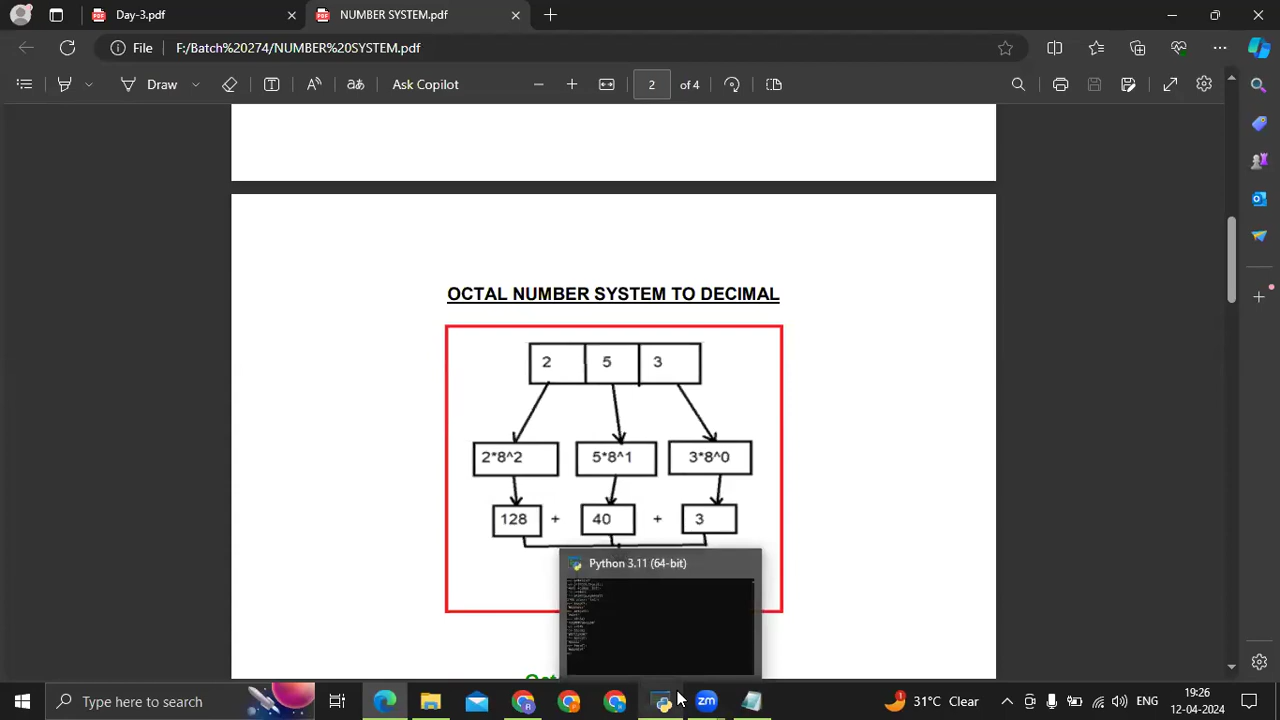 Day-3.pdf
NUMBER SYSTEM.pdf
File
F:/Batch%20274/NUMBER%20SYSTEM.pdf
Draw
Ask Copilot
2 of 4
OCTAL NUMBER SYSTEM TO DECIMAL
2 5 3
2*8^2 5*8^1 3*8^0
128 + 40 + 3
Python 3.11 (64-bit)
Type here to search
zm
1
31°C Clear
ENG
19:26
12-04-2024